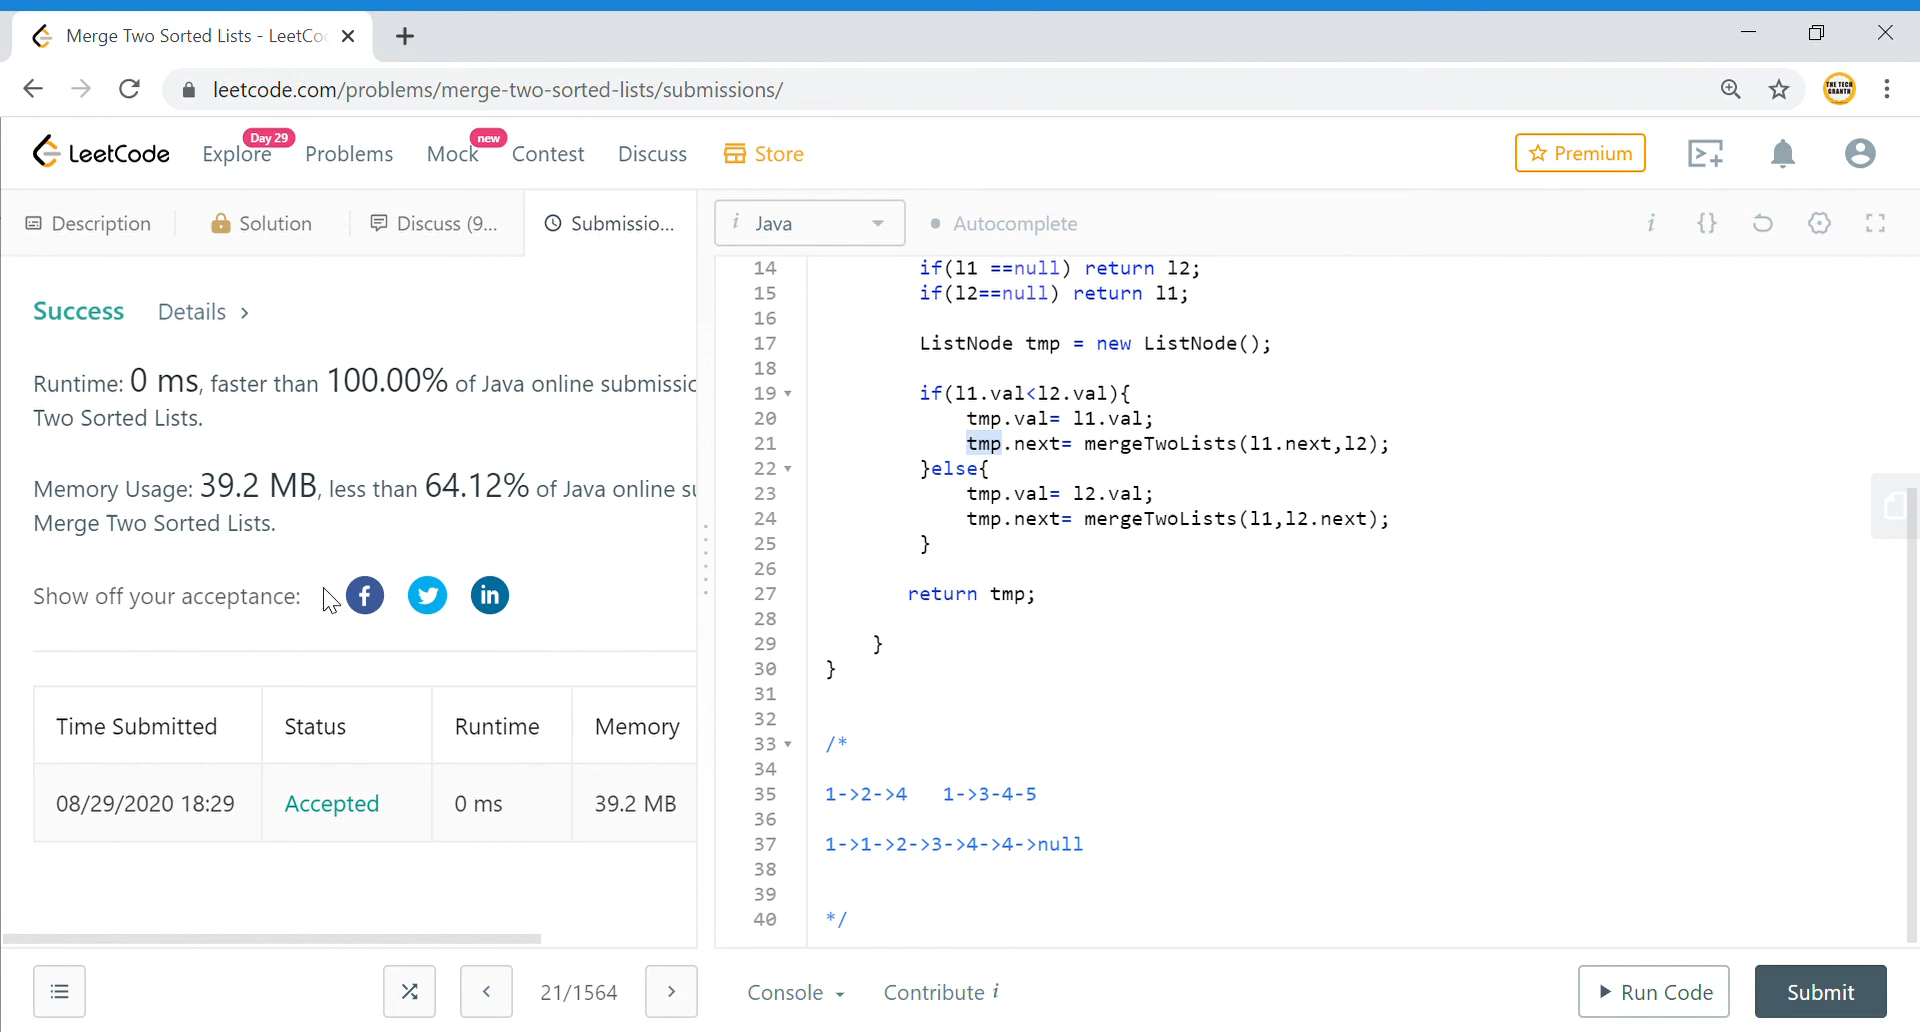 Merge Two Sorted Lists - LeetCo
leetcode.com/problems/merge-two-sorted-lists/submissions/
THE TECH GRANTH
LeetCode
Explore
Day 29
Problems
Mock
new
Contest
Discuss
Store
Premium
Description
Solution
Discuss (9...
Submissio...
i Java
Autocomplete
i {}
Success Details >
Runtime: 0 ms, faster than 100.00% of Java online submissic
Two Sorted Lists.
Memory Usage: 39.2 MB, less than 64.12% of Java online su
Merge Two Sorted Lists.
Show off your acceptance:
Time Submitted Status Runtime Memory
08/29/2020 18:29 Accepted 0 ms 39.2 MB
14 if(l1 ==null) return l2;
15 if(l2==null) return l1;
16
17 ListNode tmp = new ListNode();
18
19 if(l1.val<l2.val){
20 tmp.val= l1.val;
21 tmp.next= mergeTwoLists(l1.next,l2);
22 }else{
23 tmp.val= l2.val;
24 tmp.next= mergeTwoLists(l1,l2.next);
25 }
26
27 return tmp;
28
29 }
30 }
31
32
33 /*
34
35 1->2->4 1->3-4-5
36
37 1->1->2->3->4->4->null
38
39
40 */
21/1564
Console
Contribute i
Run Code
Submit